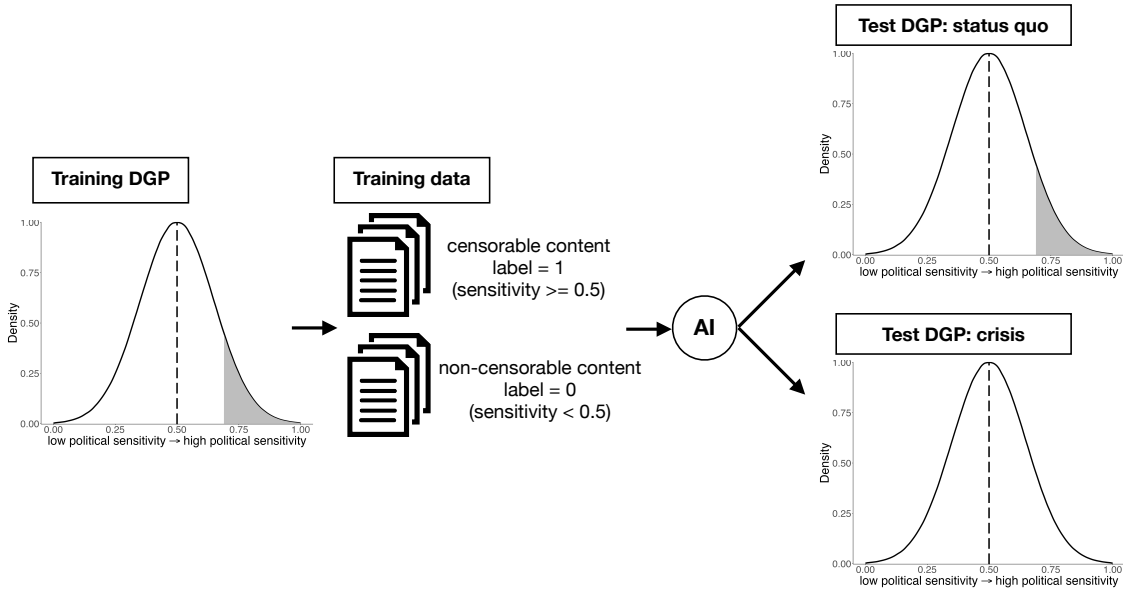 Training DGP
1.00
0.75
0.50
0.25
0.00
Density
0.00 0.25 0.50 0.75 1.00
low political sensitivity → high political sensitivity
Training data
censorable content
label = 1
(sensitivity >= 0.5)
non-censorable content
label = 0
(sensitivity < 0.5)
AI
Test DGP: status quo
1.00
0.75
0.50
0.25
0.00
Density
0.00 0.25 0.50 0.75 1.00
low political sensitivity → high political sensitivity
Test DGP: crisis
1.00
0.75
0.50
0.25
0.00
Density
0.00 0.25 0.50 0.75 1.00
low political sensitivity → high political sensitivity